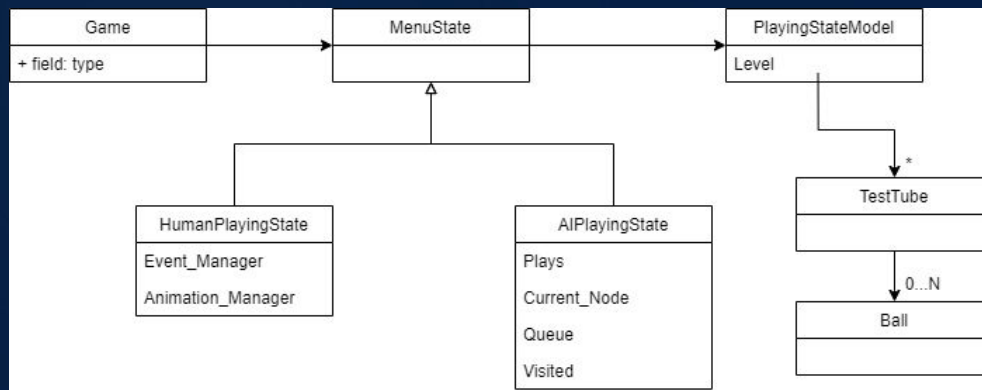 Game
+ field: type
MenuState
PlayingStateModel
Level
*
TestTube
0...N
Ball
HumanPlayingState
Event_Manager
Animation_Manager
AIPlayingState
Plays
Current_Node
Queue
Visited